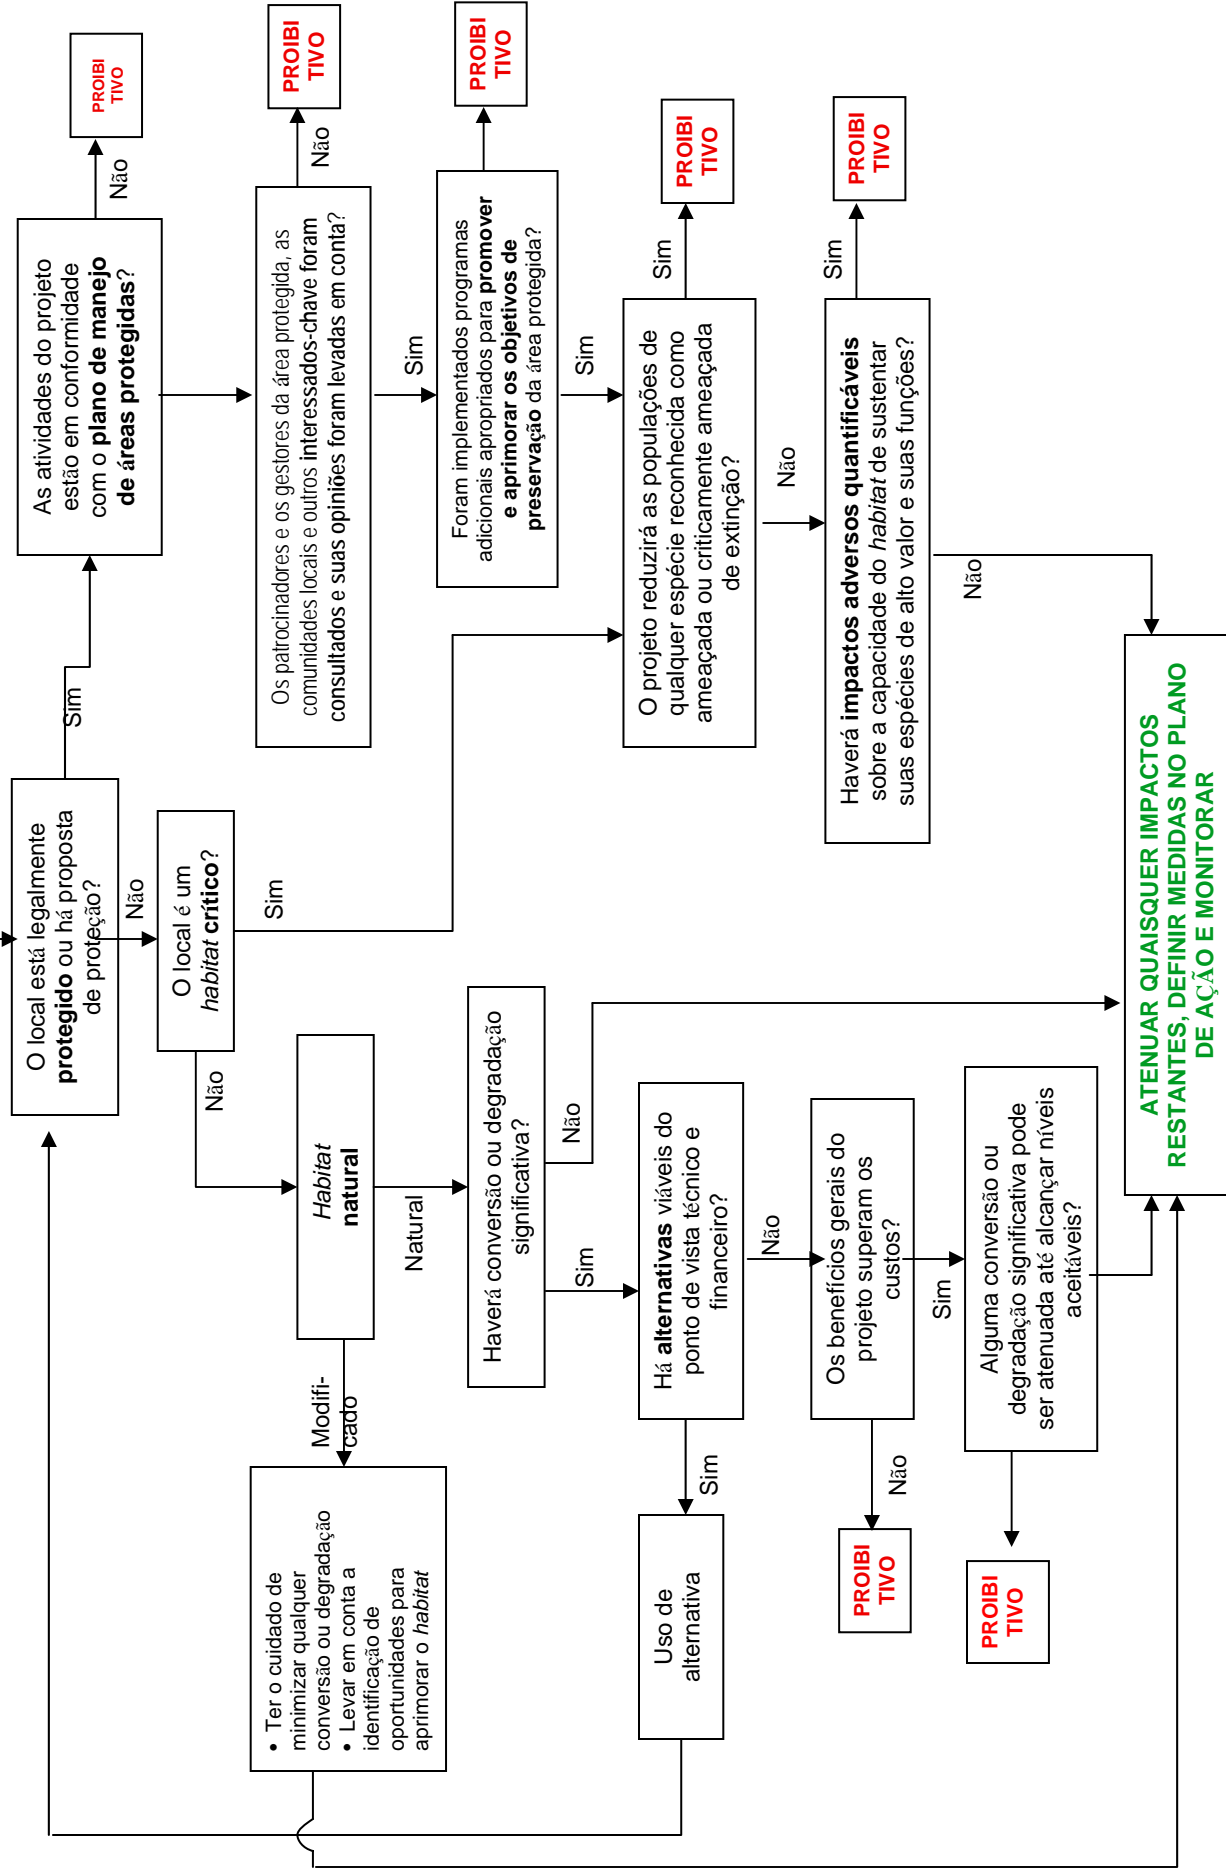 O local está legalmente
protegido ou há proposta
de proteção?
Sim
Não
As atividades do projeto
estão em conformidade
com o plano de manejo
de áreas protegidas?
Não
PROIBI
TIVO
O local é um
habitat crítico?
Não
Sim
Os patrocinadores e os gestores da área protegida, as
comunidades locais e outros interessados-chave foram
consultados e suas opiniões foram levadas em conta?
Não
PROIBI
TIVO
Sim
Foram implementados programas
adicionais apropriados para promover
e aprimorar os objetivos de
preservação da área protegida?
PROIBI
TIVO
Sim
Habitat
natural
Modifi-
cado
Natural
• Ter o cuidado de
minimizar qualquer
conversão ou degradação
• Levar em conta a
identificação de
oportunidades para
aprimorar o habitat
Haverá conversão ou degradação
significativa?
Sim
Não
O projeto reduzirá as populações de
qualquer espécie reconhecida como
ameaçada ou criticamente ameaçada
de extinção?
Sim
PROIBI
TIVO
Não
Uso de
alternativa
Sim
Há alternativas viáveis do
ponto de vista técnico e
financeiro?
Não
Haverá impactos adversos quantificáveis
sobre a capacidade do habitat de sustentar
suas espécies de alto valor e suas funções?
Sim
PROIBI
TIVO
Não
Os benefícios gerais do
projeto superam os
custos?
Não
PROIBI
TIVO
Sim
Alguma conversão ou
degradação significativa pode
ser atenuada até alcançar níveis
aceitáveis?
PROIBI
TIVO
ATENUAR QUAISQUER IMPACTOS
RESTANTES, DEFINIR MEDIDAS NO PLANO
DE AÇÃO E MONITORAR